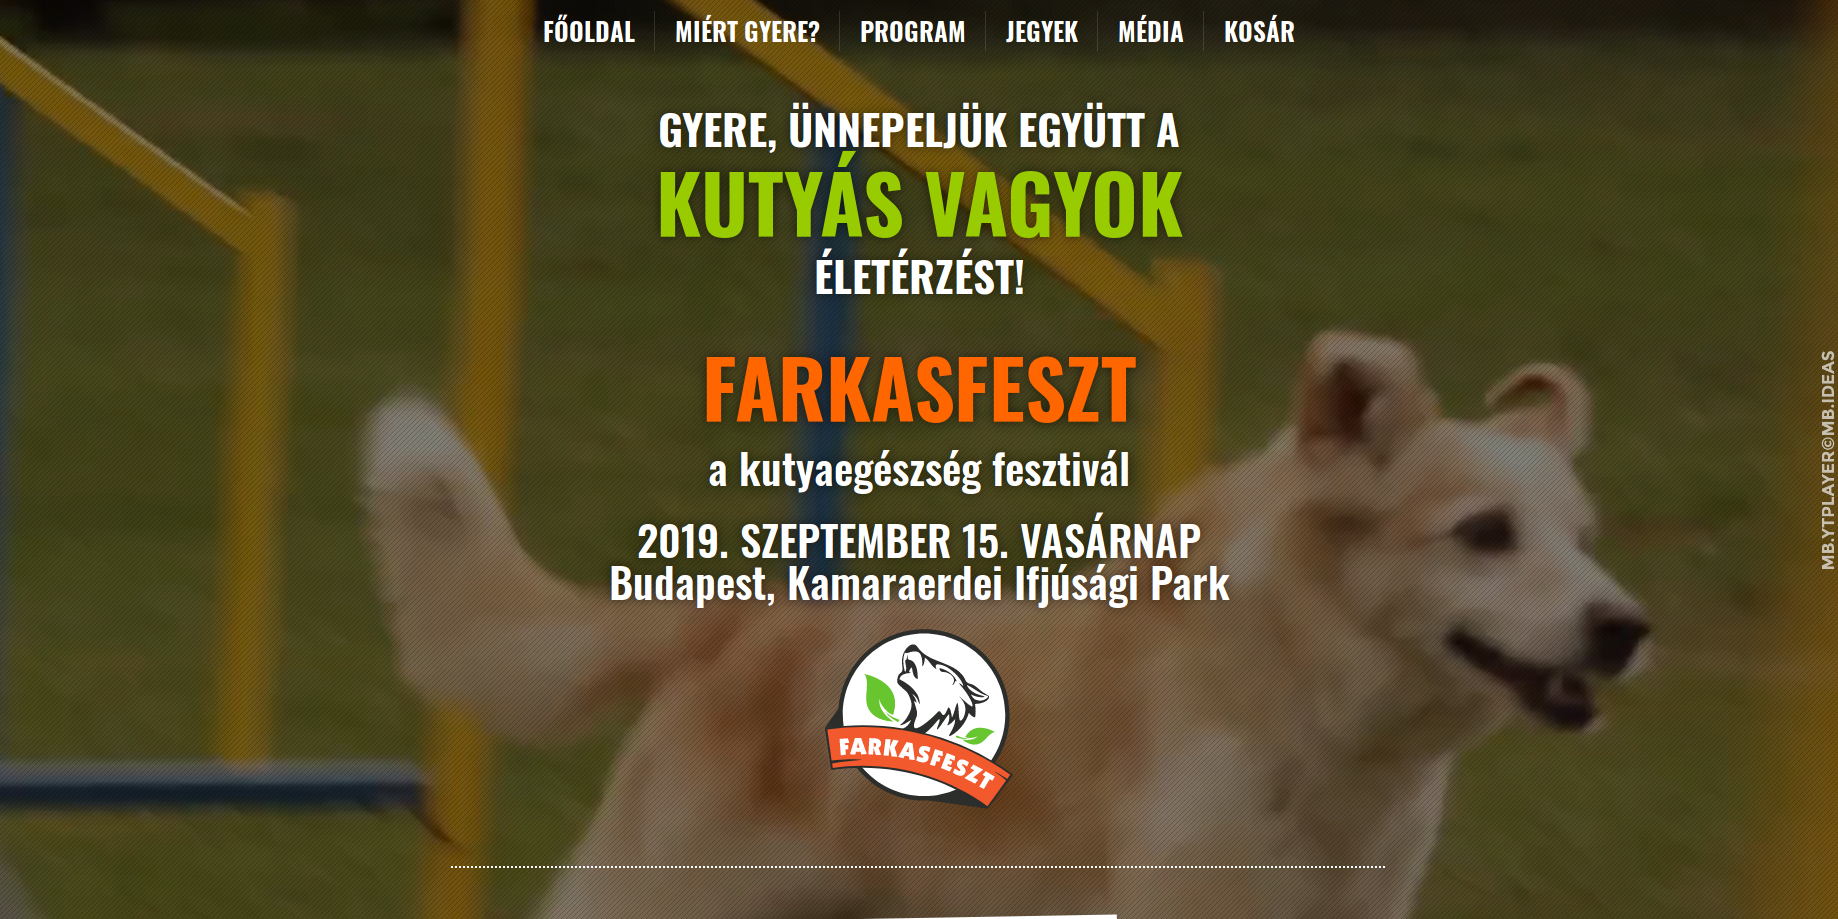 FŐOLDAL
MIÉRT GYERE?
PROGRAM
JEGYEK
MÉDIA
KOSÁR
GYERE, ÜNNEPELJÜK EGYÜTT A
KUTYÁS VAGYOK
ÉLETÉRZÉST!
FARKASFESZT
a kutyaegészség fesztivál
2019. SZEPTEMBER 15. VASÁRNAP
Budapest, Kamaraerdei Ifjúsági Park
FARKASFESZT
MB.YTPLAYER©MB.IDEAS